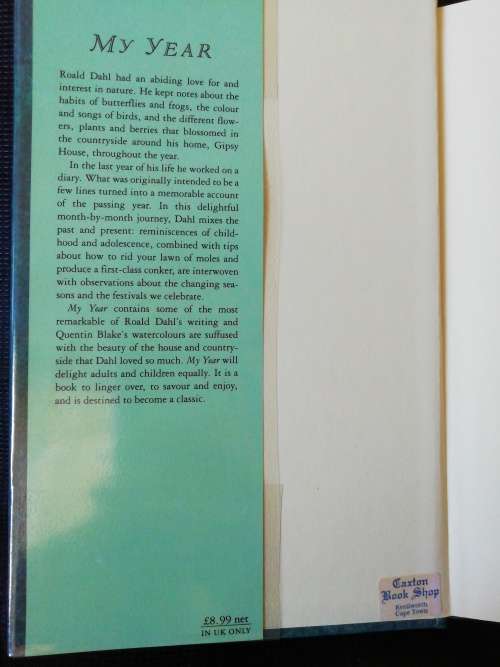 MY YEAR
Roald Dahl had an abiding love for and
interest in nature. He kept notes about the
habits of butterflies and frogs, the colour
and songs of birds, and the different flow-
ers, plants and berries that blossomed in
the countryside around his home, Gipsy
House, throughout the year.
In the last year of his life he worked on a
diary. What was originally intended to be a
few lines turned into a memorable account
of the passing year. In this delightful
month-by-month journey, Dahl mixes the
past and present: reminiscences of child-
hood and adolescence, combined with tips
about how to rid your lawn of moles and
produce a first-class conker, are interwoven
with observations about the changing sea-
sons and the festivals we celebrate.
My Year contains some of the most
remarkable of Roald Dahl's writing and
Quentin Blake's watercolours are suffused
with the beauty of the house and country-
side that Dahl loved so much. My Year will
delight adults and children equally. It is a
book to linger over, to savour and enjoy,
and is destined to become a classic.
£8.99 net
IN UK ONLY
Caxton
Book Shop
Kenilworth
Cape Town